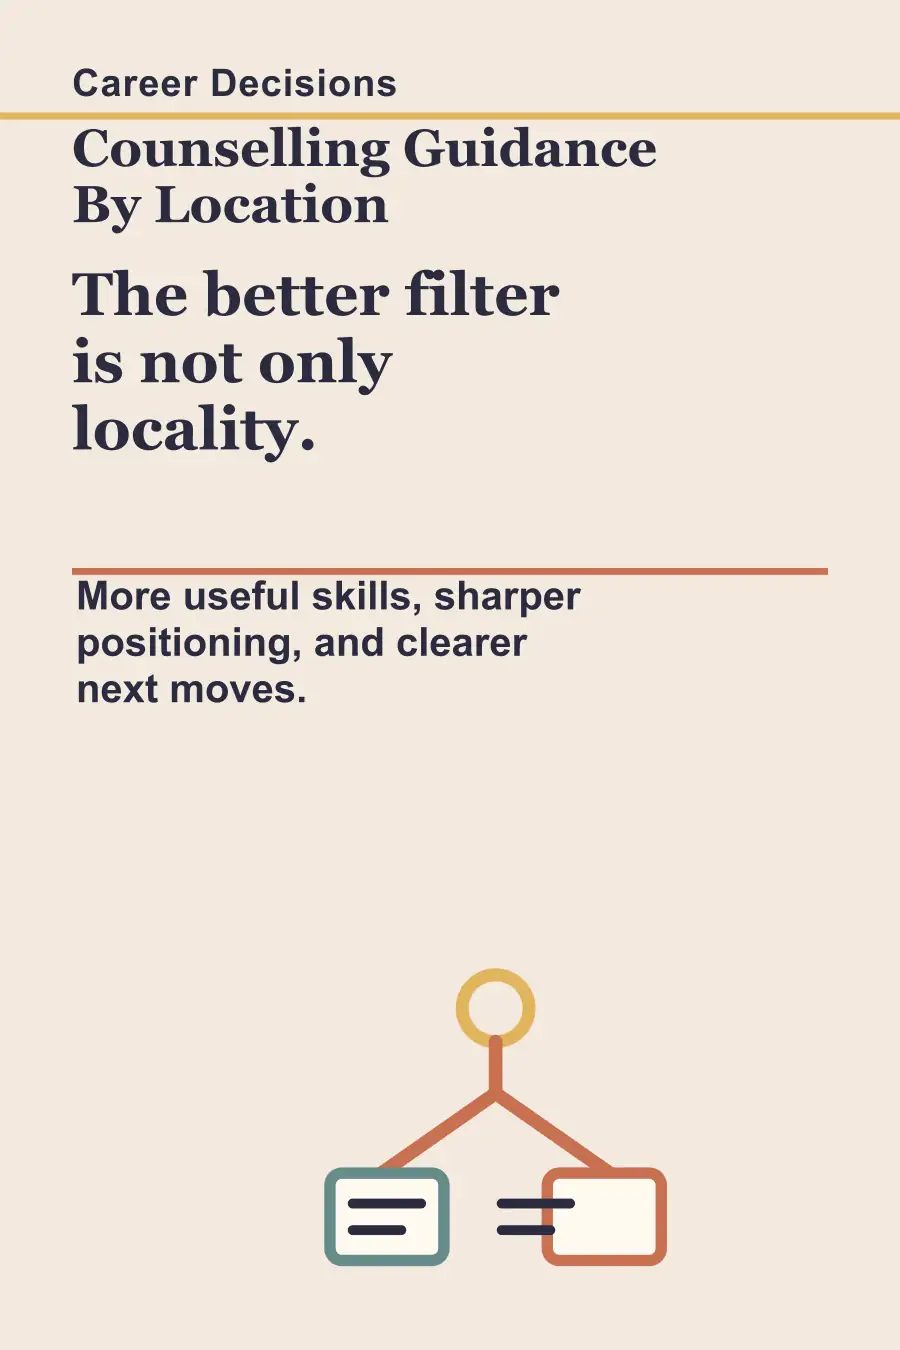 Career Decisions
Counselling Guidance
By Location
The better filter
is not only
locality.
More useful skills, sharper
positioning, and clearer
next moves.